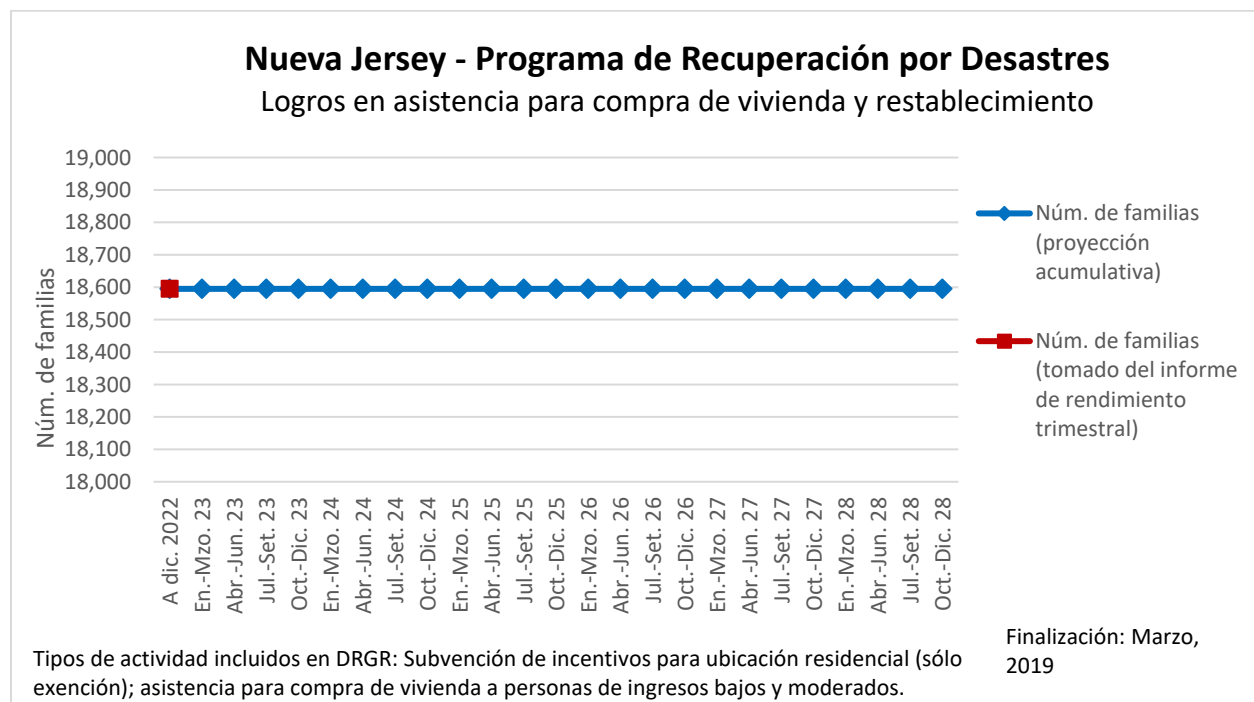 Nueva Jersey - Programa de Recuperación por Desastres
Logros en asistencia para compra de vivienda y restablecimiento
Núm. de familias
19,000
18,900
18,800
18,700
18,600
18,500
18,400
18,300
18,200
18,100
18,000
A dic. 2022
En.-Mzo. 23
Abr.-Jun. 23
Jul.-Set. 23
Oct.-Dic. 23
En.-Mzo. 24
Abr.-Jun. 24
Jul.-Set. 24
Oct.-Dic. 24
En.-Mzo. 25
Abr.-Jun. 25
Jul.-Set. 25
Oct.-Dic. 25
En.-Mzo. 26
Abr.-Jun. 26
Jul.-Set. 26
Oct.-Dic. 26
En.-Mzo. 27
Abr.-Jun. 27
Jul.-Set. 27
Oct.-Dic. 27
En.-Mzo. 28
Abr.-Jun. 28
Jul.-Set. 28
Oct.-Dic. 28
Núm. de familias
(proyección
acumulativa)
Núm. de familias
(tomado del informe
de rendimiento
trimestral)
Tipos de actividad incluidos en DRGR: Subvención de incentivos para ubicación residencial (sólo
exención); asistencia para compra de vivienda a personas de ingresos bajos y moderados.
Finalización: Marzo,
2019